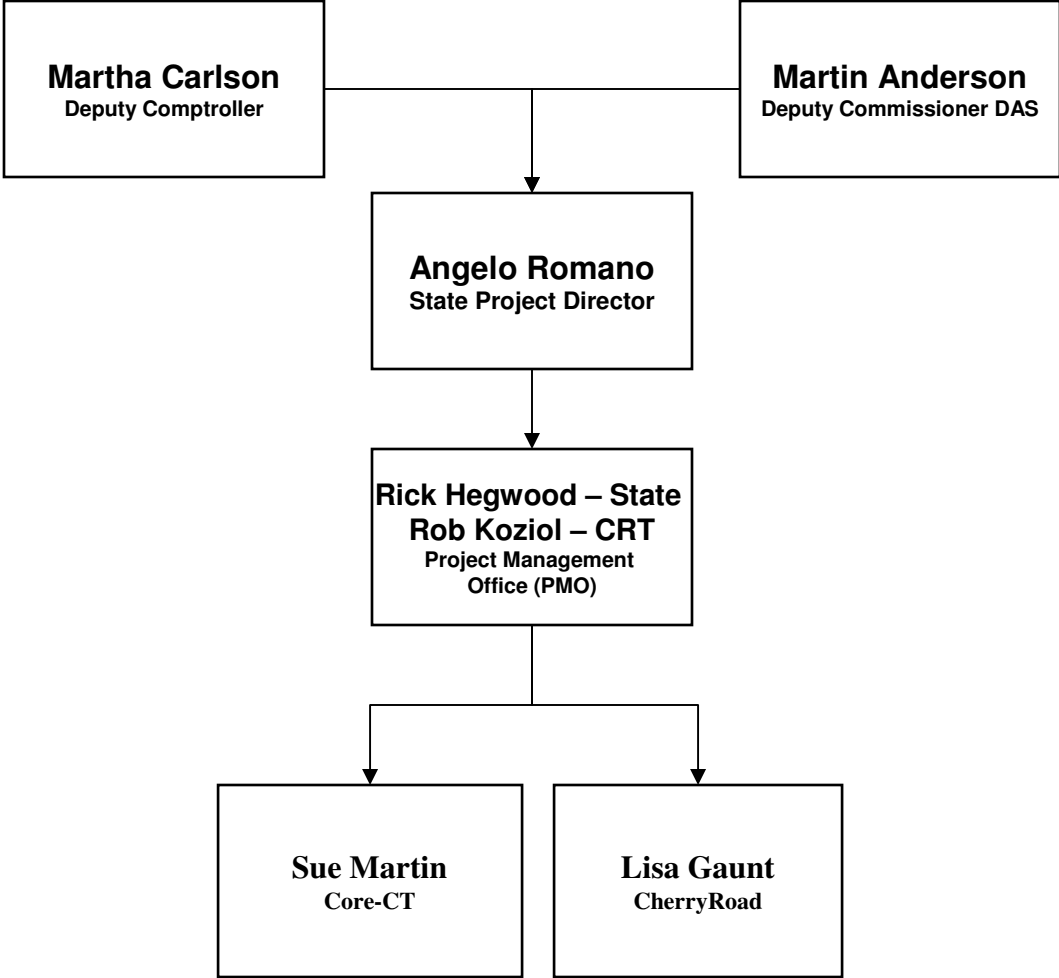 Martha Carlson
Deputy Comptroller
Martin Anderson
Deputy Commissioner DAS
Angelo Romano
State Project Director
Rick Hegwood – State
Rob Koziol – CRT
Project Management
Office (PMO)
Sue Martin
Core-CT
Lisa Gaunt
CherryRoad